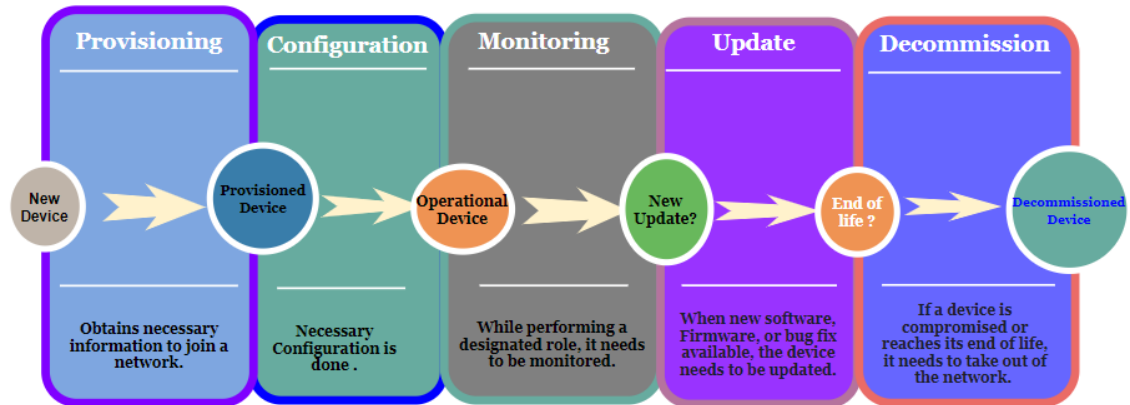 Provisioning
Configuration
Monitoring
Update
Decommission
New
Device
Provisioned
Device
Operational
Device
New
Update?
End of
life ?
Decommissioned
Device
Obtains necessary
information to join a
network.
Necessary
Configuration is
done .
While performing a
designated role, it needs
to be monitored.
When new software,
Firmware, or bug fix
available, the device
needs to be updated.
If a device is
compromised or
reaches its end of life,
it needs to take out of
the network.